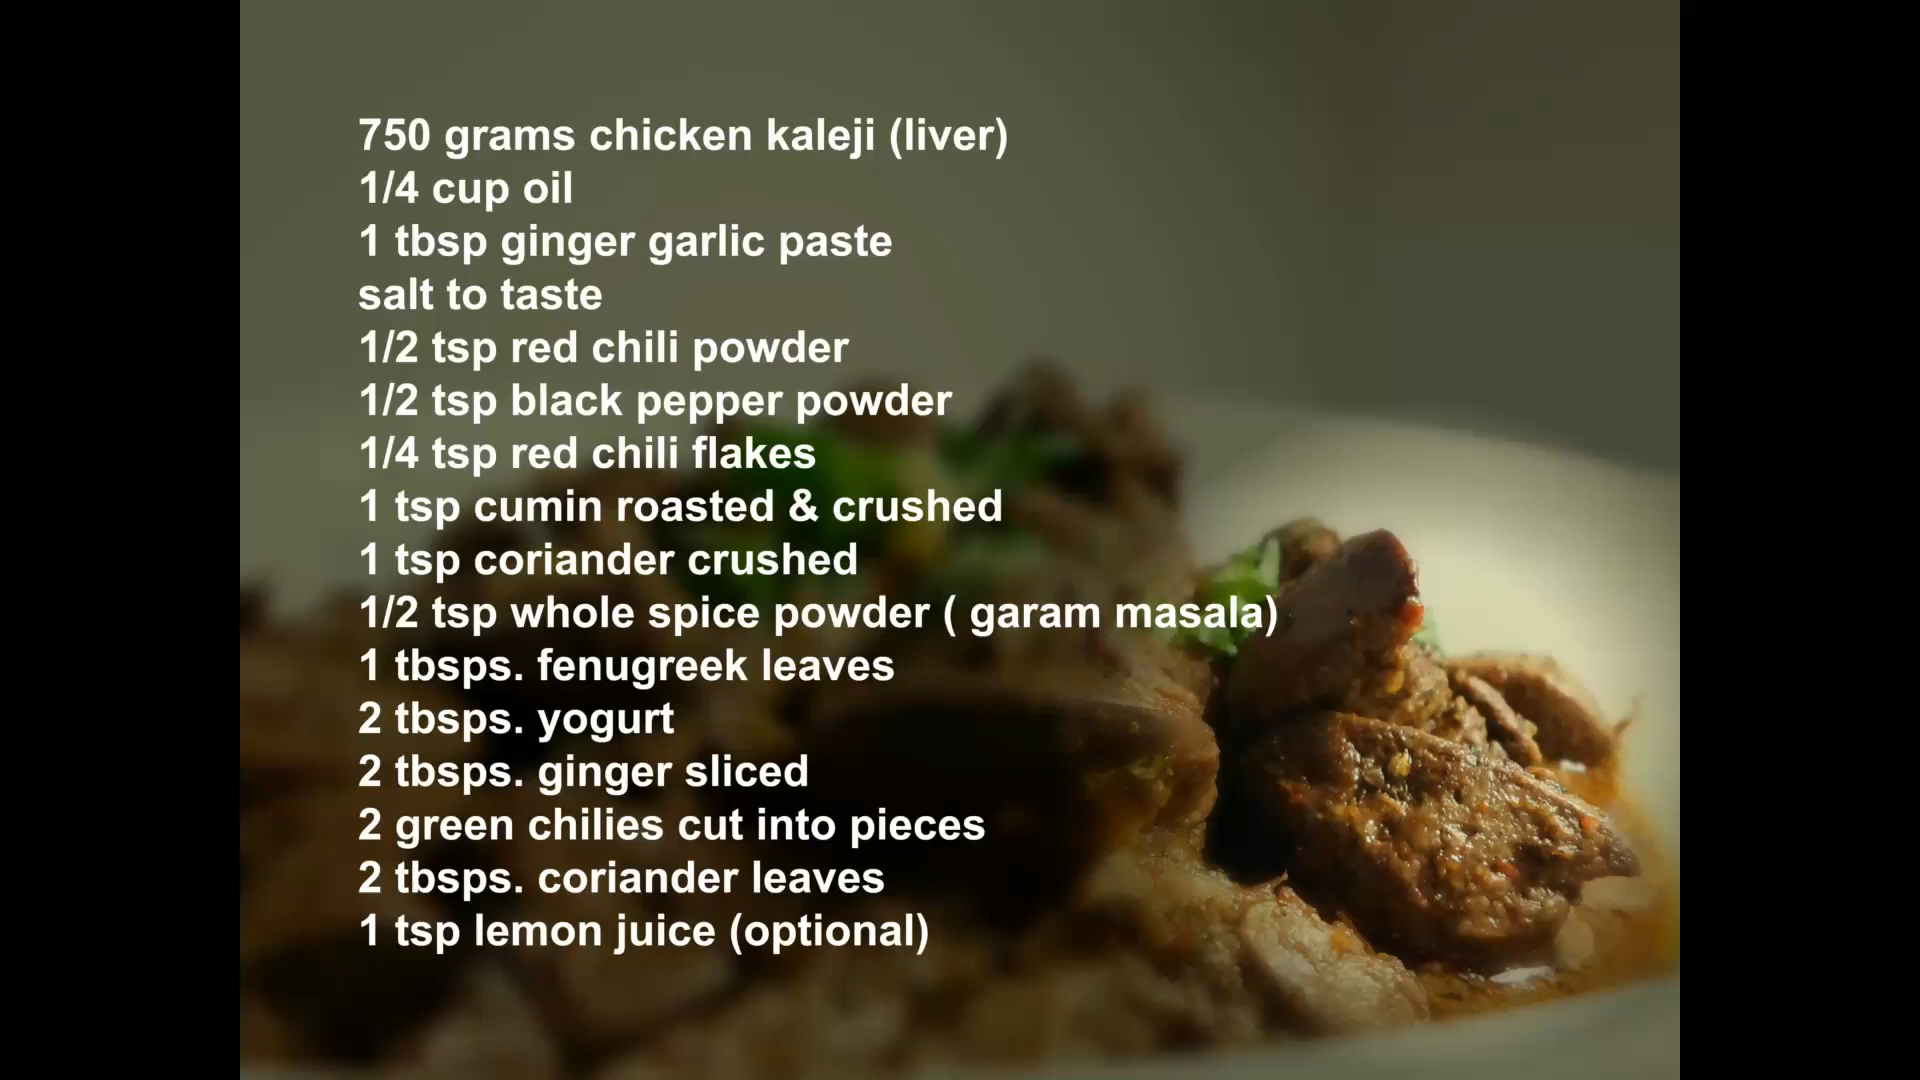 750 grams chicken kaleji (liver)
1/4 cup oil
1 tbsp ginger garlic paste
salt to taste
1/2 tsp red chili powder
1/2 tsp black pepper powder
1/4 tsp red chili flakes
1 tsp cumin roasted & crushed
1 tsp coriander crushed
1/2 tsp whole spice powder ( garam masala)
1 tbsps. fenugreek leaves
2 tbsps. yogurt
2 tbsps. ginger sliced
2 green chilies cut into pieces
2 tbsps. coriander leaves
1 tsp lemon juice (optional)